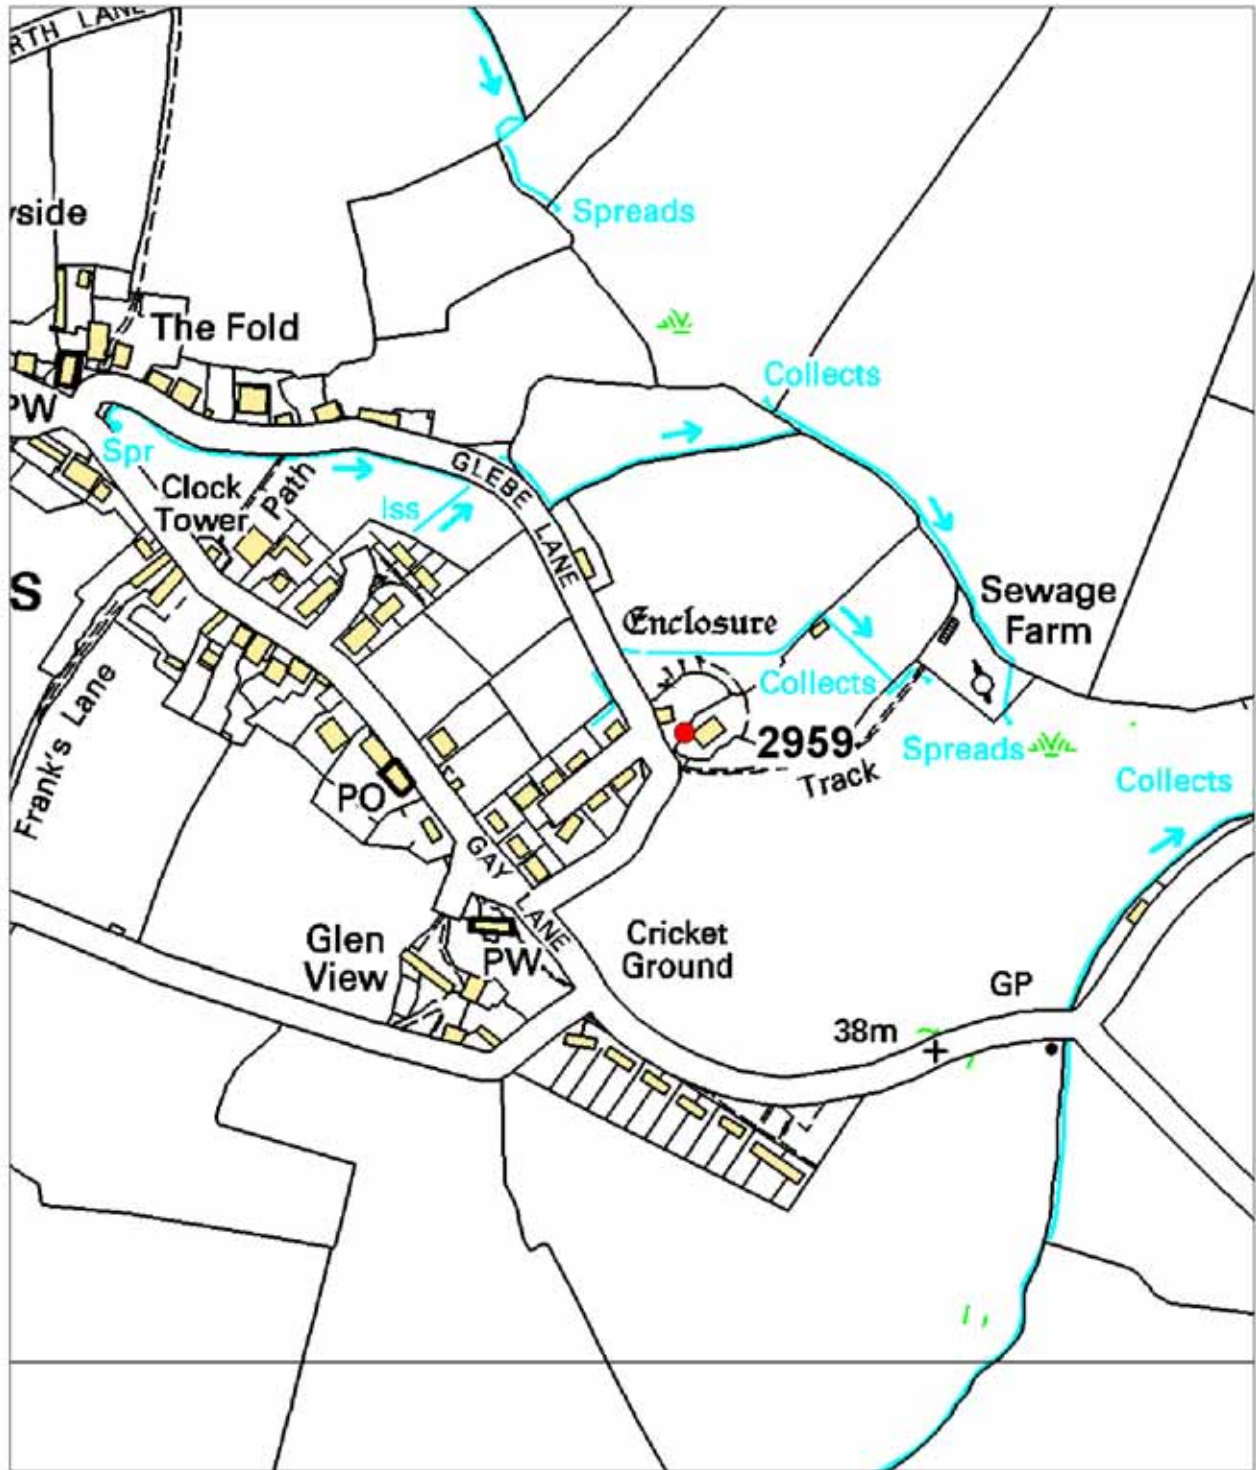 RTH LANE
Spreads
yside
The Fold
Collects
PW
Spr
GLEBE LANE
Clock
Tower
Path
Iss
S
Sewage
Farm
Enclosure
Collects
2959
Track
Spreads
Collects
Frank's Lane
PO
GAY LANE
Glen
View
PW
Cricket
Ground
GP
38m